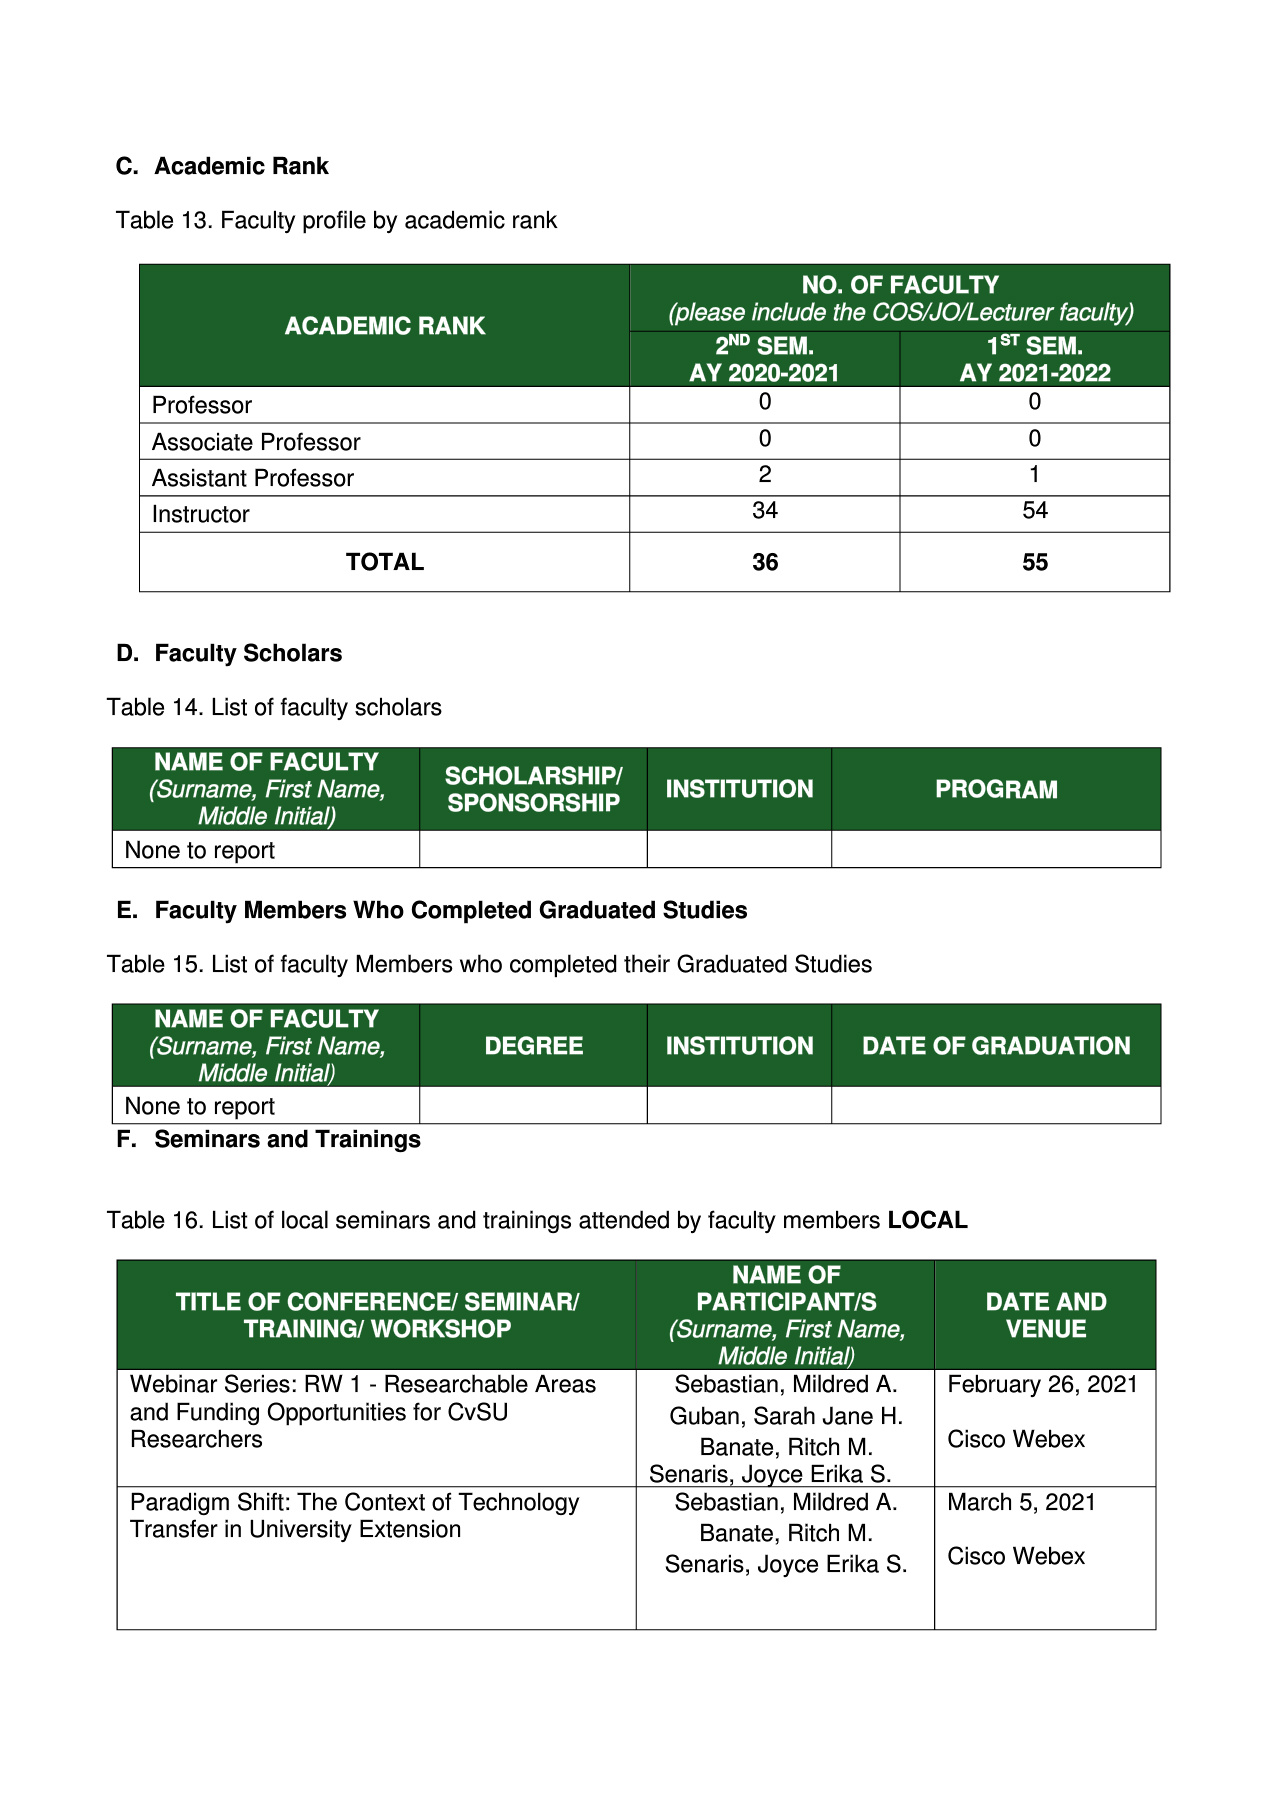 C. Academic Rank
Table 13. Faculty profile by academic rank
ACADEMIC RANK
NO. OF FACULTY
(please include the COS/JO/Lecturer faculty)
2ND SEM.
AY 2020-2021
1ST SEM.
AY 2021-2022
Professor 0 0
Associate Professor 0 0
Assistant Professor 2 1
Instructor 34 54
TOTAL 36 55
D. Faculty Scholars
Table 14. List of faculty scholars
NAME OF FACULTY
(Surname, First Name,
Middle Initial)
SCHOLARSHIP/
SPONSORSHIP
INSTITUTION
PROGRAM
None to report
E. Faculty Members Who Completed Graduated Studies
Table 15. List of faculty Members who completed their Graduated Studies
NAME OF FACULTY
(Surname, First Name,
Middle Initial)
DEGREE
INSTITUTION
DATE OF GRADUATION
None to report
F. Seminars and Trainings
Table 16. List of local seminars and trainings attended by faculty members LOCAL
TITLE OF CONFERENCE/ SEMINAR/
TRAINING/ WORKSHOP
NAME OF
PARTICIPANT/S
(Surname, First Name,
Middle Initial)
DATE AND
VENUE
Webinar Series: RW 1 - Researchable Areas
and Funding Opportunities for CvSU
Researchers
Sebastian, Mildred A.
Guban, Sarah Jane H.
Banate, Ritch M.
Senaris, Joyce Erika S.
February 26, 2021
Cisco Webex
Paradigm Shift: The Context of Technology
Transfer in University Extension
Sebastian, Mildred A.
Banate, Ritch M.
Senaris, Joyce Erika S.
March 5, 2021
Cisco Webex